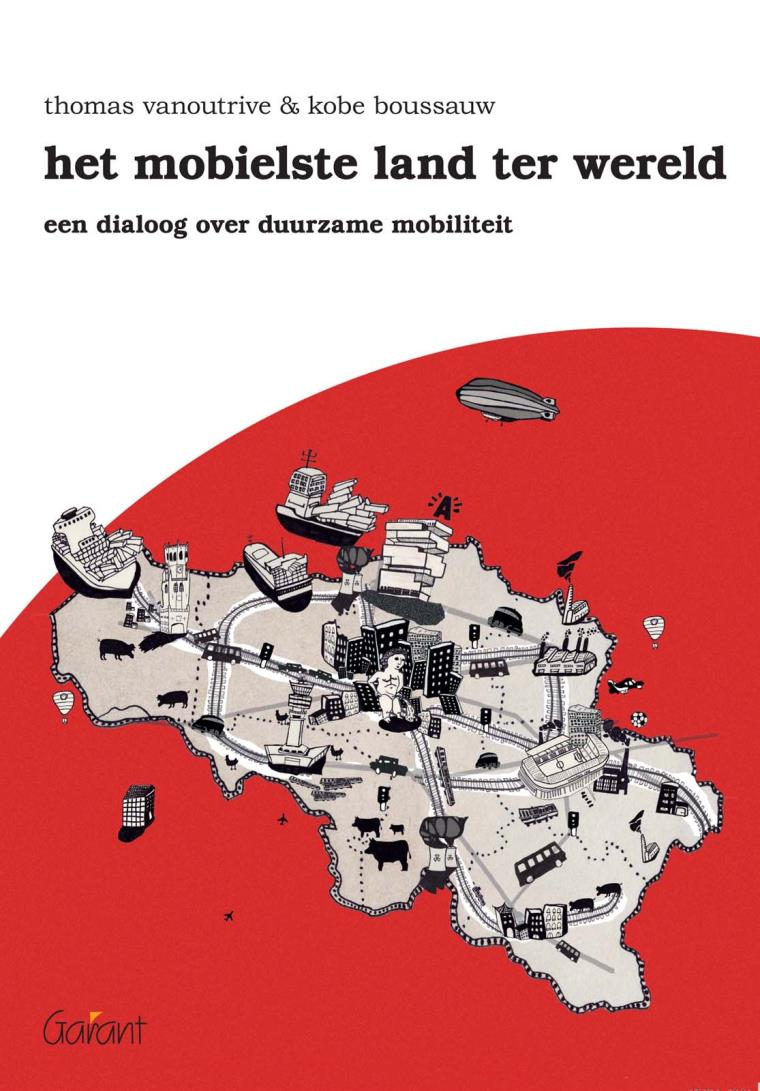 thomas vanoutrive & kobe boussauw
het mobielste land ter wereld
een dialoog over duurzame mobiliteit
A
Garant